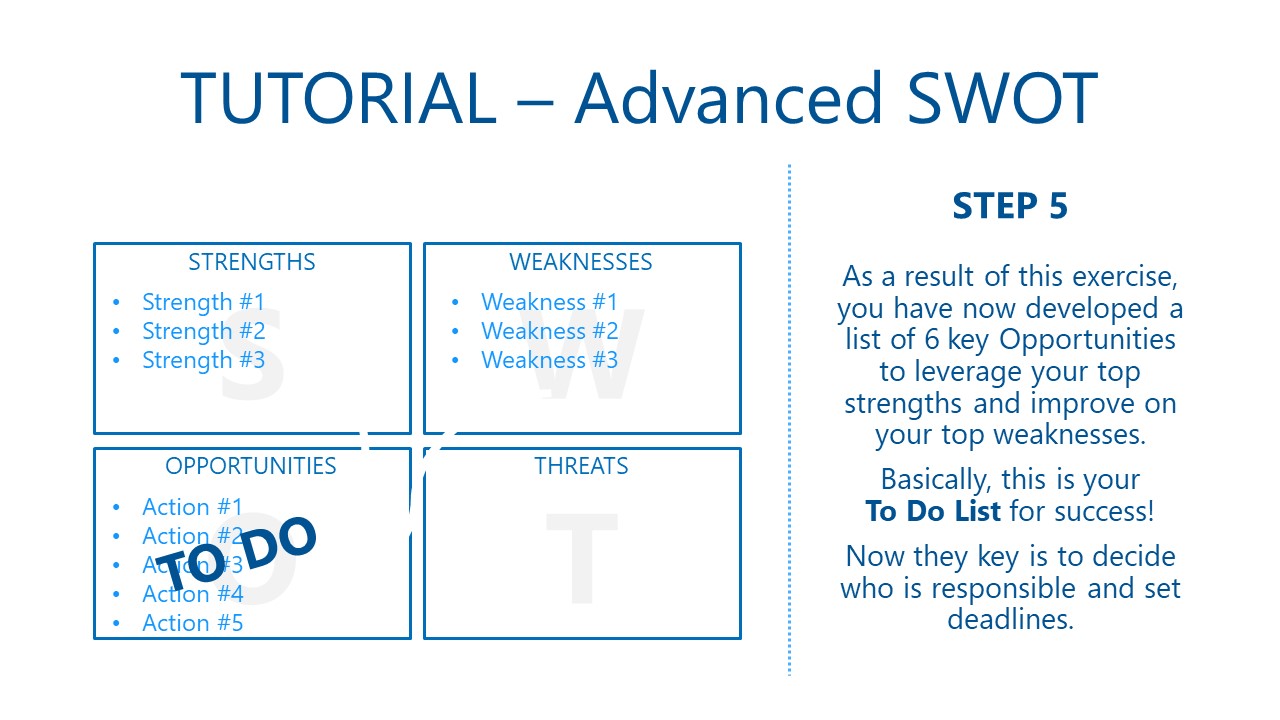 TUTORIAL – Advanced SWOT
STRENGTHS
• Strength #1
• Strength #2
• Strength #3
S
WEAKNESSES
• Weakness #1
• Weakness #2
• Weakness #3
W
OPPORTUNITIES
• Action #1
• Action #2
• Action #3
• Action #4
• Action #5
O
TO DO
THREATS
T
STEP 5
As a result of this exercise,
you have now developed a
list of 6 key Opportunities
to leverage your top
strengths and improve on
your top weaknesses.
Basically, this is your
To Do List for success!
Now they key is to decide
who is responsible and set
deadlines.